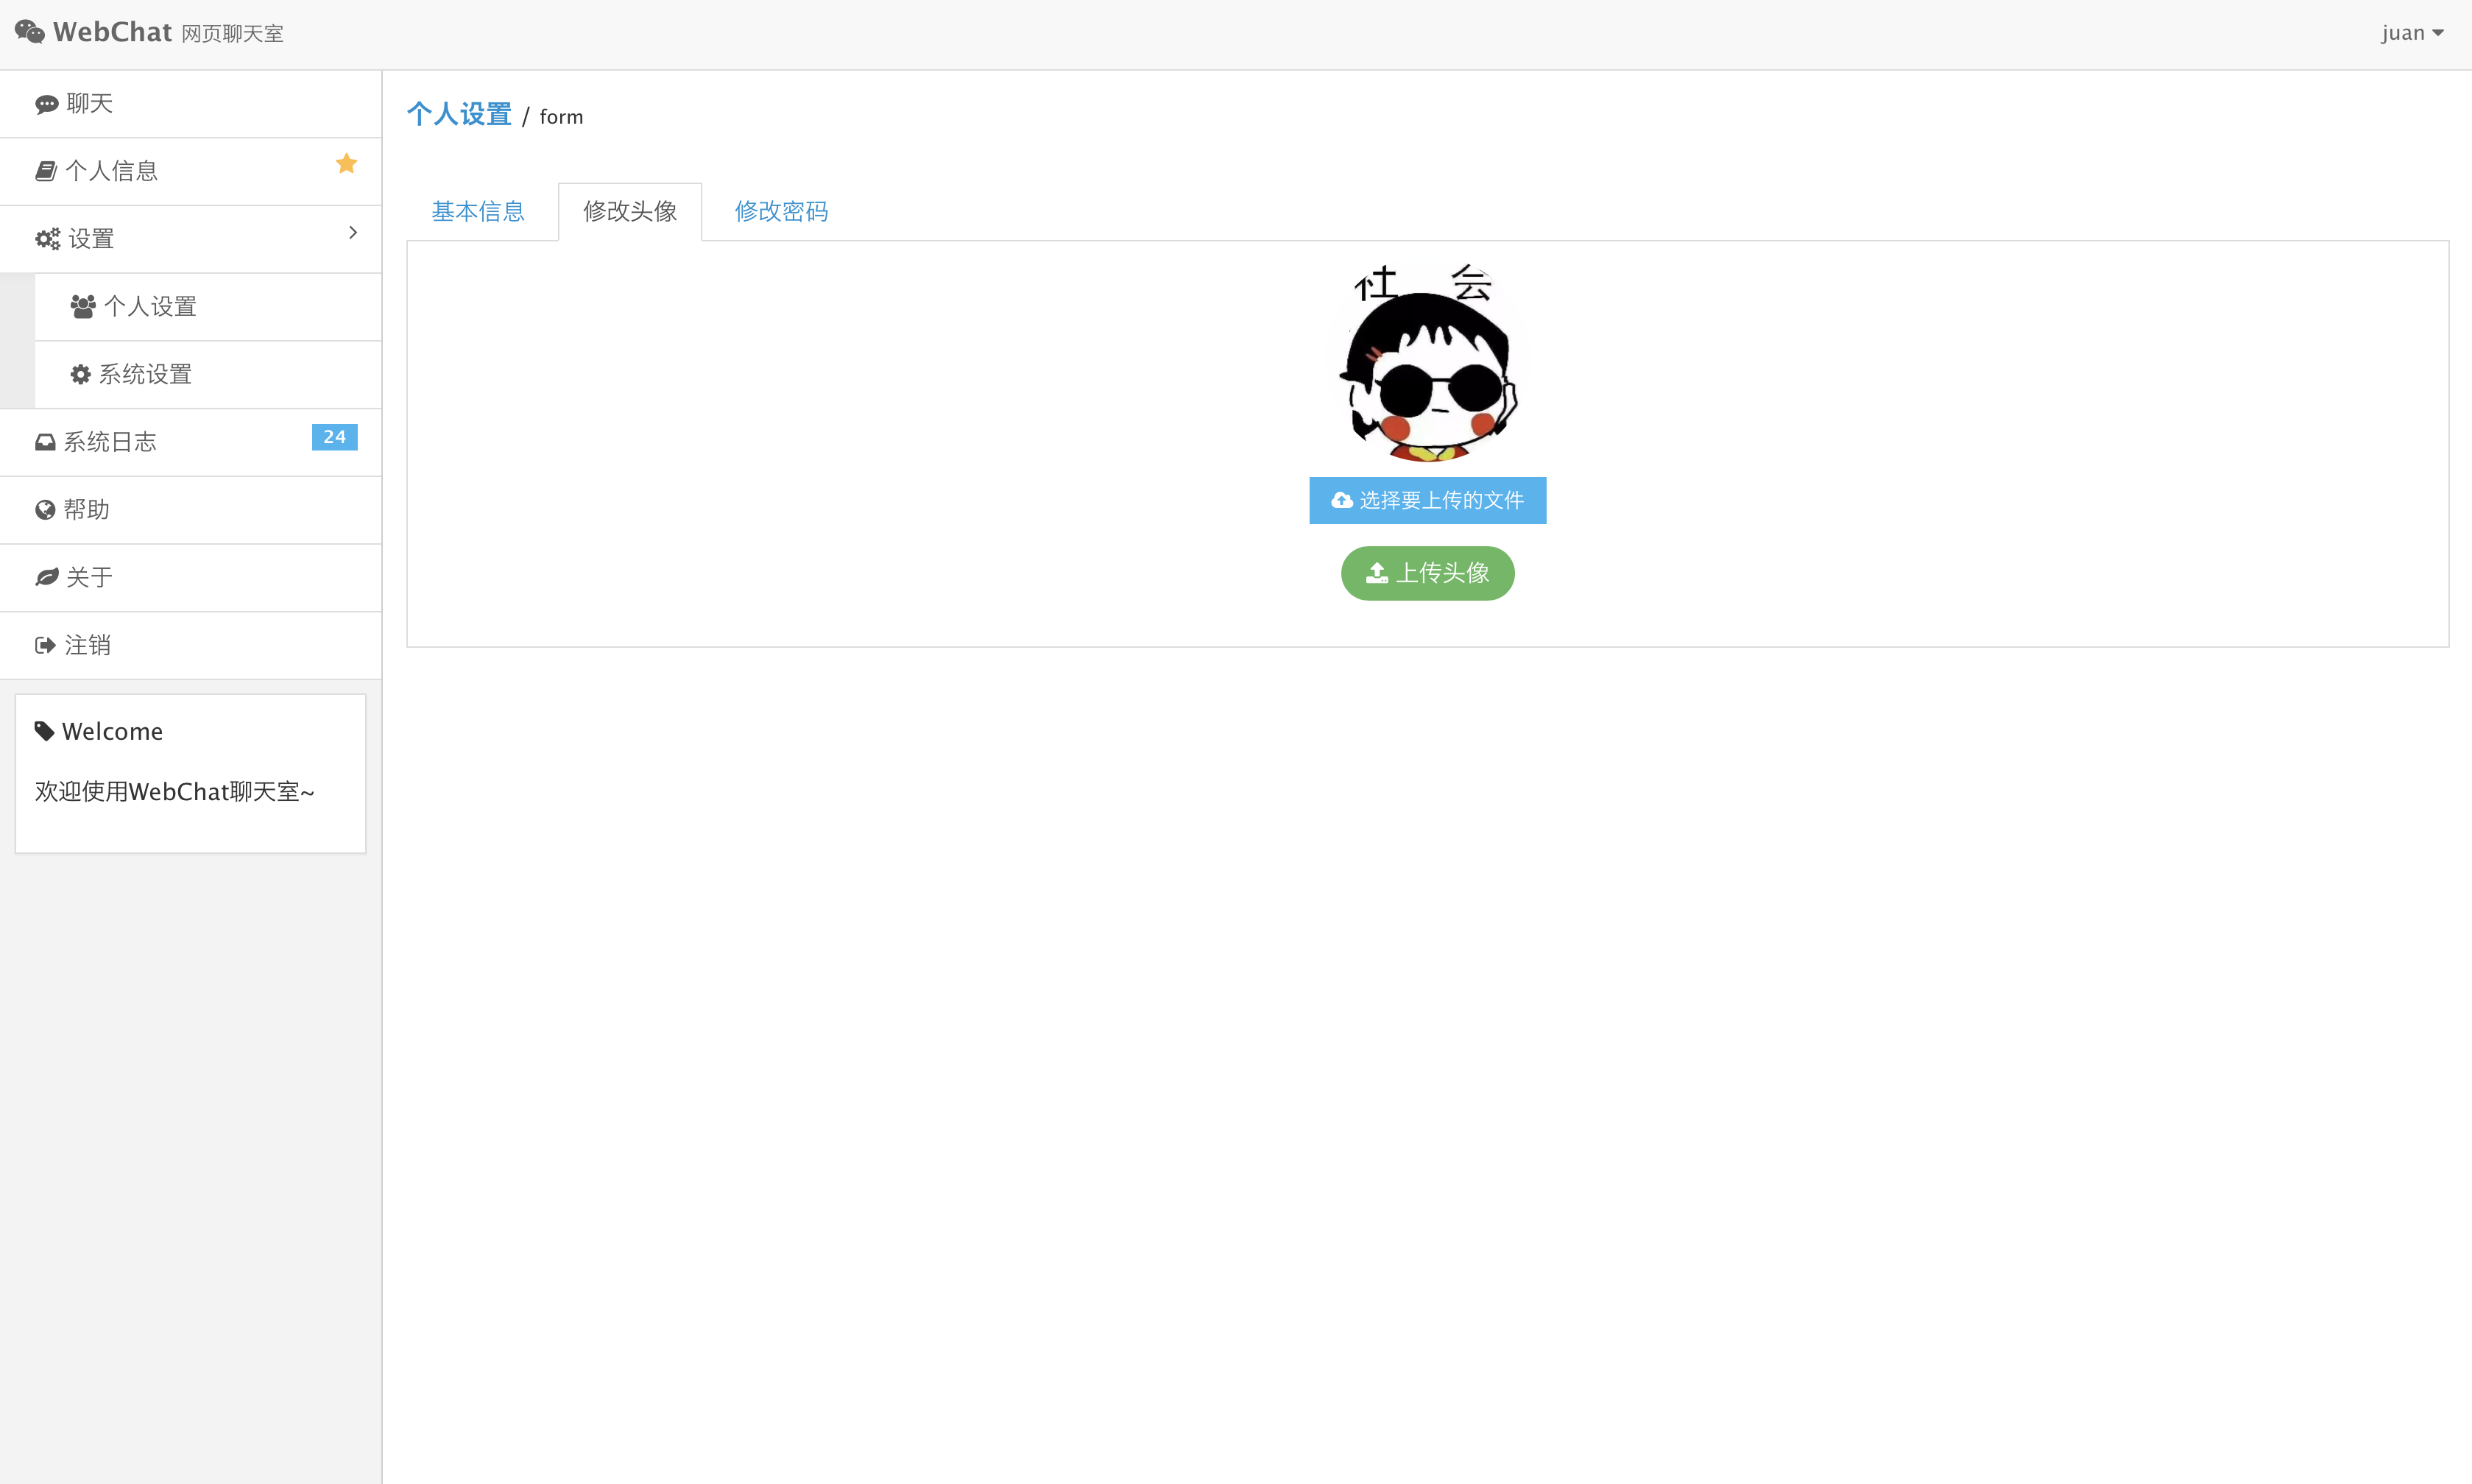 WebChat 网页聊天室
juan
聊天
个人信息
设置
个人设置
系统设置
系统日志 24
帮助
关于
注销
Welcome
欢迎使用WebChat聊天室~
个人设置 / form
基本信息 修改头像 修改密码
社会
选择要上传的文件
上传头像